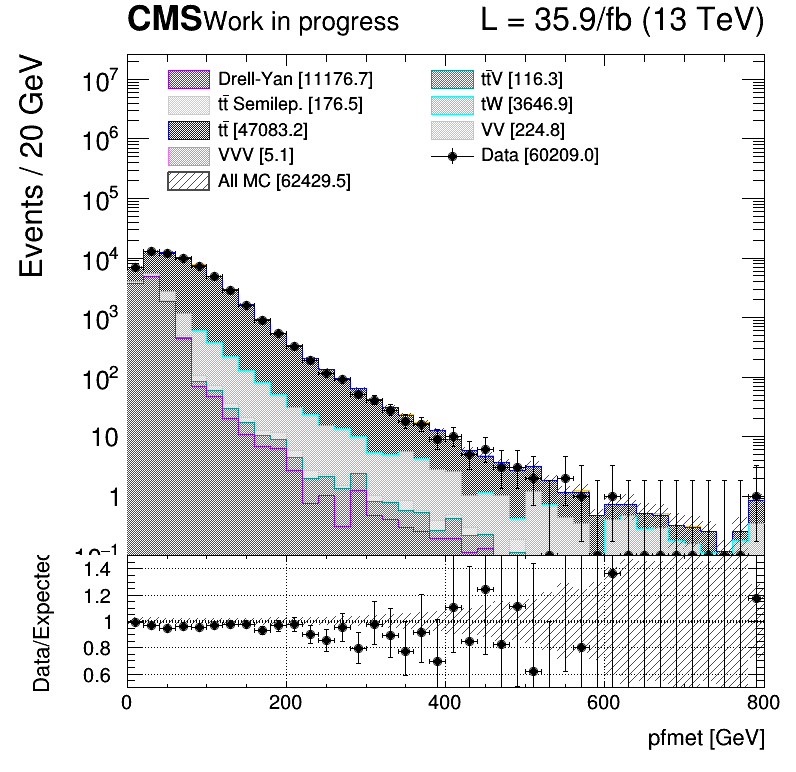 CMS Work in progress L = 35.9/fb (13 TeV)
Events / 20 GeV
Drell-Yan [11176.7]
tt̄V [116.3]
tt̄ Semilep. [176.5]
tW [3646.9]
tt̄ [47083.2]
VV [224.8]
VVV [5.1]
Data [60209.0]
All MC [62429.5]
10⁷
10⁶
10⁵
10⁴
10³
10²
10
1
10⁻¹
Data/Expected
1.4
1.2
1
0.8
0.6
0 200 400 600 800
pfmet [GeV]